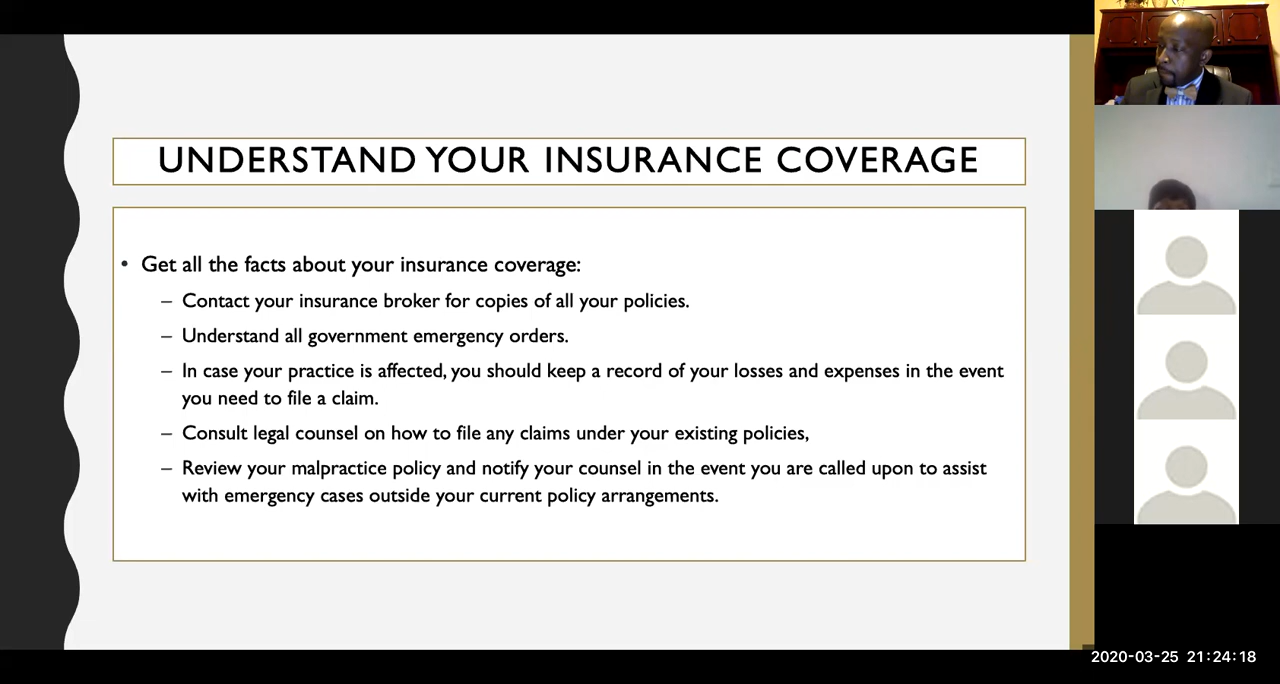 UNDERSTAND YOUR INSURANCE COVERAGE
• Get all the facts about your insurance coverage:
– Contact your insurance broker for copies of all your policies.
– Understand all government emergency orders.
– In case your practice is affected, you should keep a record of your losses and expenses in the event
you need to file a claim.
– Consult legal counsel on how to file any claims under your existing policies,
– Review your malpractice policy and notify your counsel in the event you are called upon to assist
with emergency cases outside your current policy arrangements.
2020-03-25 21:24:18